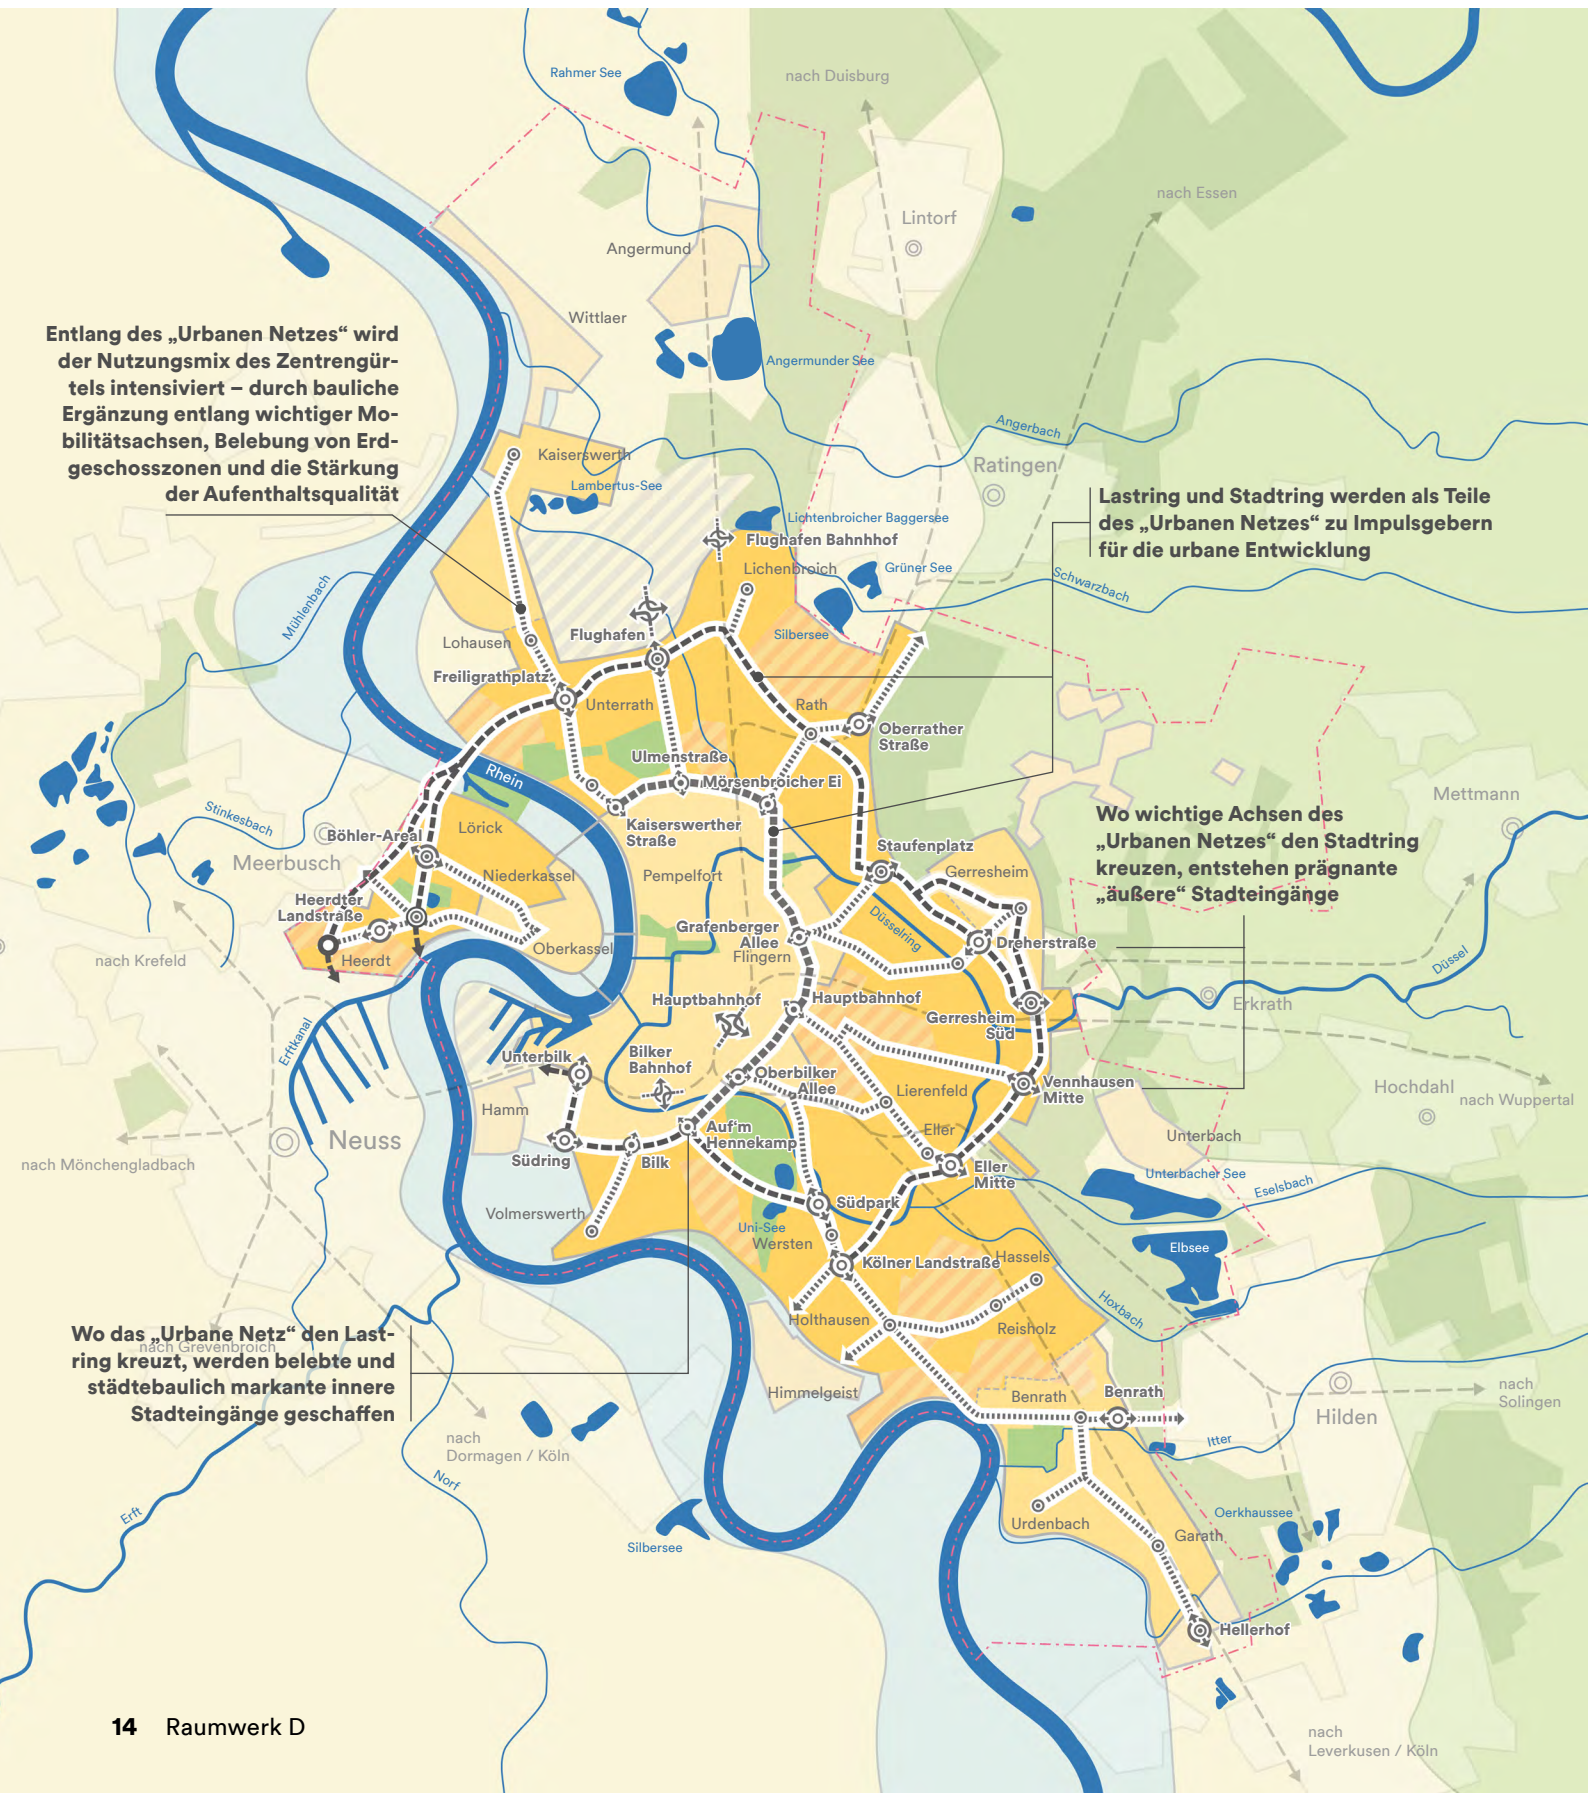 Rahmer See
nach Duisburg
nach Essen
Lintorf
Angermund
Wittlaer
Entlang des „Urbanen Netzes“ wird
der Nutzungsmix des Zentrengür-
tels intensiviert – durch bauliche
Ergänzung entlang wichtiger Mo-
bilitätsachsen, Belebung von Erd-
geschosszonen und die Stärkung
der Aufenthaltsqualität
Angermunder See
Angerbach
Kaiserswerth
Ratingen
Lambertus-See
Lastring und Stadtring werden als Teile
des „Urbanen Netzes“ zu Impulsgebern
für die urbane Entwicklung
Lichtenbroicher Baggersee
Flughafen Bahnhhof
Lichenbroich
Grüner See
Schwarzbach
Mühlenbach
Lohausen
Flughafen
Silbersee
Freiligrathplatz
Unterrath
Rath
Oberrather
Straße
Ulmenstraße
Rhein
Mörsenbroicher Ei
Mettmann
Stinkesbach
Wo wichtige Achsen des
„Urbanen Netzes“ den Stadtring
kreuzen, entstehen prägnante
„äußere“ Stadteingänge
Lörick
Kaiserswerther
Straße
Böhler-Areal
Meerbusch
Staufenplatz
Niederkassel
Pempelfort
Gerresheim
Heerdter
Landstraße
Grafenberger
Allee
Flingern
Düsselring
Dreherstraße
Oberkassel
nach Krefeld
Heerdt
Düssel
Hauptbahnhof
Hauptbahnhof
Erkrath
Gerresheim
Süd
Erftkanal
Unterbilk
Bilker
Bahnhof
Oberbilker
Allee
Vennhausen
Mitte
Lierenfeld
Hochdahl
nach Wuppertal
Hamm
Neuss
Auf‘m
Hennekamp
Eller
Unterbach
nach Mönchengladbach
Südring
Bilk
Eller
Mitte
Unterbacher See
Eselsbach
Volmerswerth
Südpark
Uni-See
Wersten
Elbsee
Kölner Landstraße
Hassels
Hoxbach
Holthausen
Reisholz
Wo das „Urbane Netz“ den Last-
ring kreuzt, werden belebte und
städtebaulich markante innere
Stadteingänge geschaffen
nach Grevenbroich
Himmelgeist
Benrath
Benrath
nach
Solingen
Hilden
nach
Dormagen / Köln
Itter
Norf
Erft
Urdenbach
Garath
Oerkhaussee
Silbersee
Hellerhof
14 Raumwerk D
nach
Leverkusen / Köln